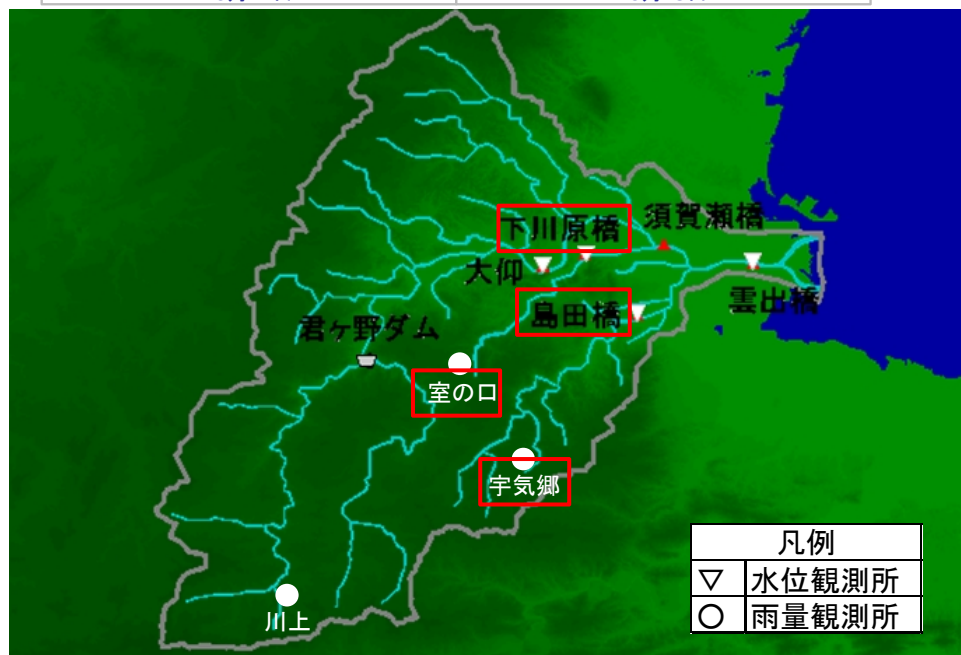 下川原橋
須賀瀬橋
大仰
雲出橋
島田橋
君ヶ野ダム
室の口
宇気郷
川上
凡例
▽ 水位観測所
○ 雨量観測所